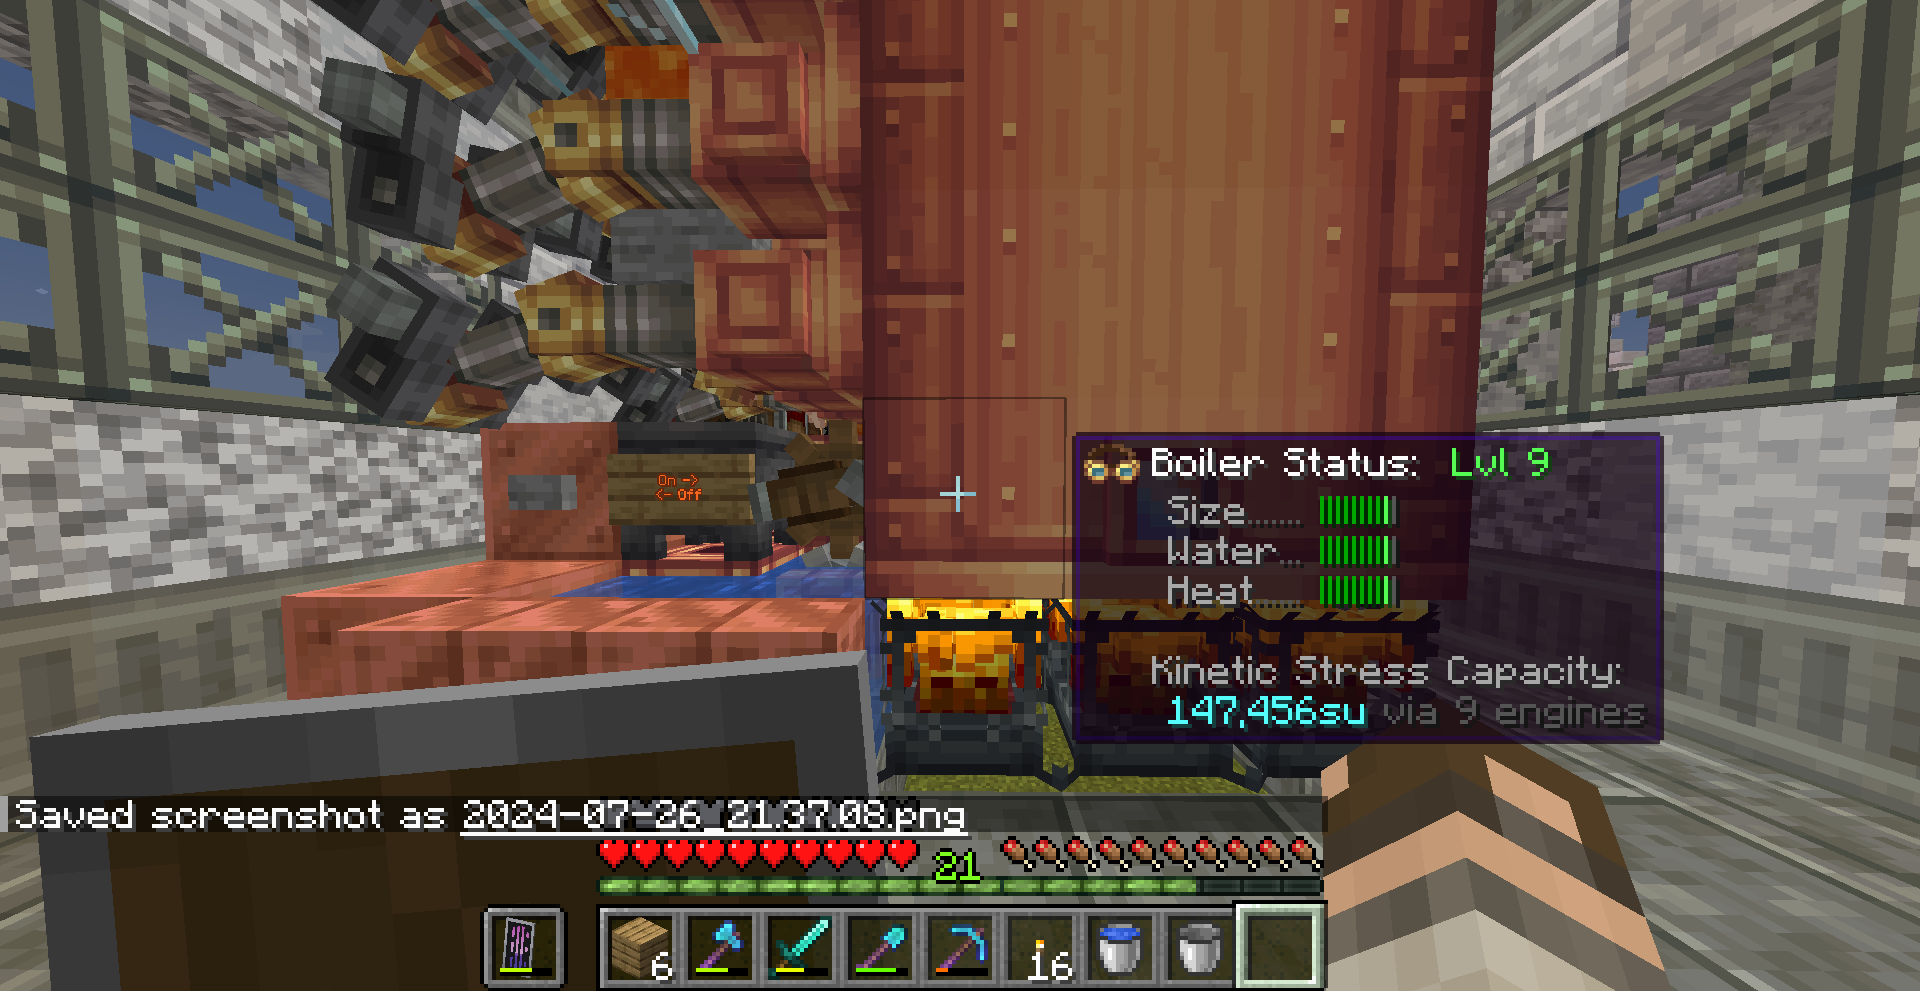 On ->
<- Off
Boiler Status: Lvl 9
Size.......
Water...
Heat......
Kinetic Stress Capacity:
147,456su via 9 engines
Saved screenshot as 2024-07-26_21.37.08.png
21
6
16